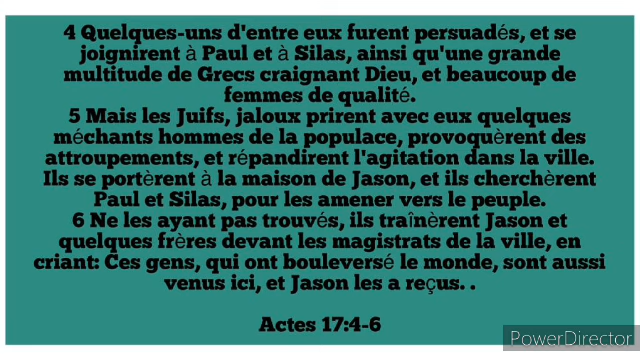 4 Quelques-uns d'entre eux furent persuadés, et se
joignirent à Paul et à Silas, ainsi qu'une grande
multitude de Grecs craignant Dieu, et beaucoup de
femmes de qualité.
5 Mais les Juifs, jaloux prirent avec eux quelques
méchants hommes de la populace, provoquèrent des
attroupements, et répandirent l'agitation dans la ville.
Ils se portèrent à la maison de Jason, et ils cherchèrent
Paul et Silas, pour les amener vers le peuple.
6 Ne les ayant pas trouvés, ils traînèrent Jason et
quelques frères devant les magistrats de la ville, en
criant: Ces gens, qui ont bouleversé le monde, sont aussi
venus ici, et Jason les a reçus. .
Actes 17:4-6
PowerDirector